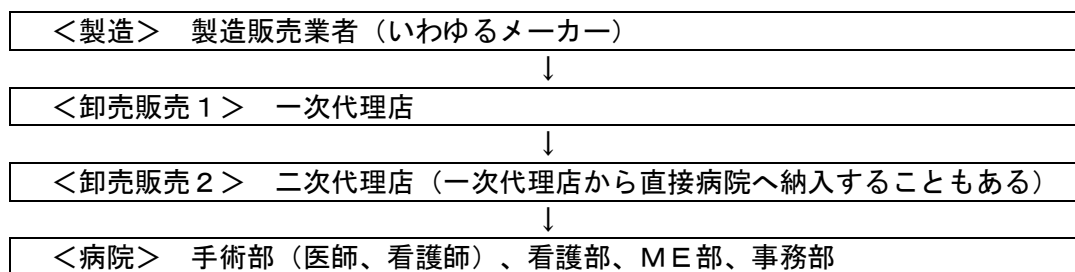 ＜製造＞　製造販売業者（いわゆるメーカー）
↓
＜卸売販売１＞　一次代理店
↓
＜卸売販売２＞　二次代理店（一次代理店から直接病院へ納入することもある）
↓
＜病院＞　手術部（医師、看護師）、看護部、ＭＥ部、事務部